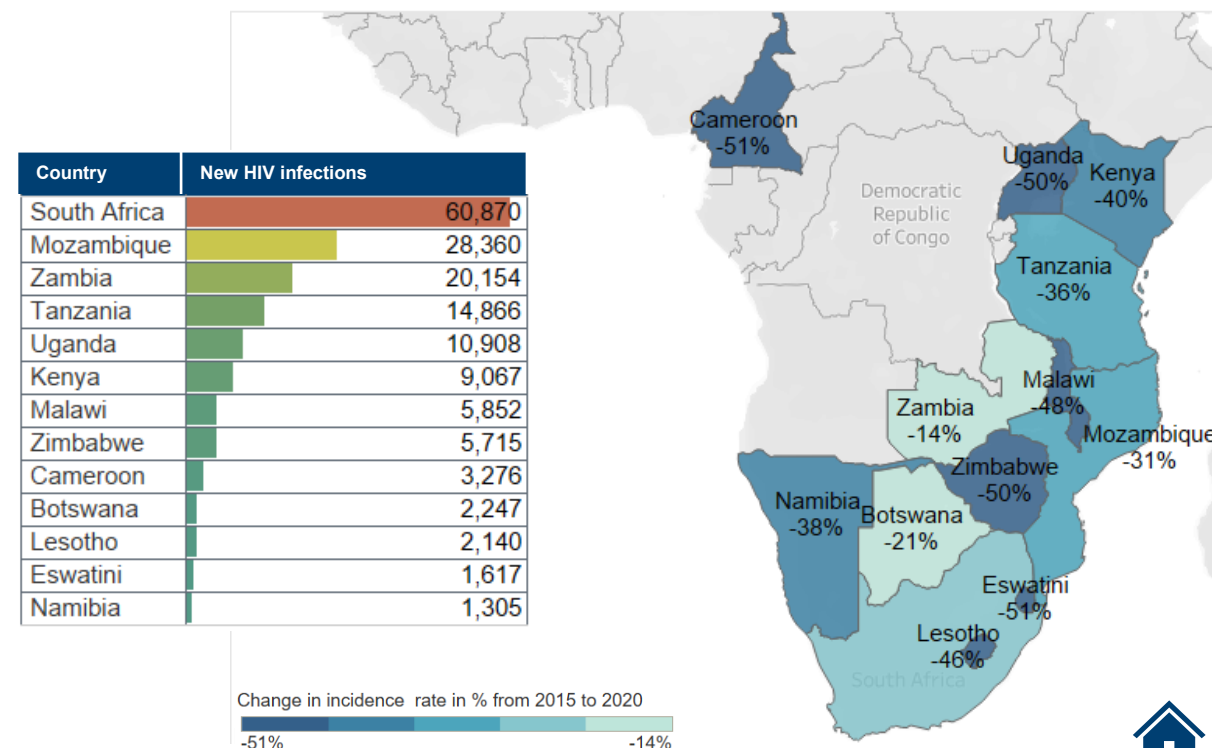 Country New HIV infections
South Africa 60,870
Mozambique 28,360
Zambia 20,154
Tanzania 14,866
Uganda 10,908
Kenya 9,067
Malawi 5,852
Zimbabwe 5,715
Cameroon 3,276
Botswana 2,247
Lesotho 2,140
Eswatini 1,617
Namibia 1,305
Cameroon
-51%
Uganda
-50%
Kenya
-40%
Democratic
Republic
of Congo
Tanzania
-36%
Malawi
-48%
Zambia
-14%
Mozambique
-31%
Zimbabwe
-50%
Namibia
-38%
Botswana
-21%
Eswatini
-51%
Lesotho
-46%
South Africa
Change in incidence rate in % from 2015 to 2020
-51% -14%